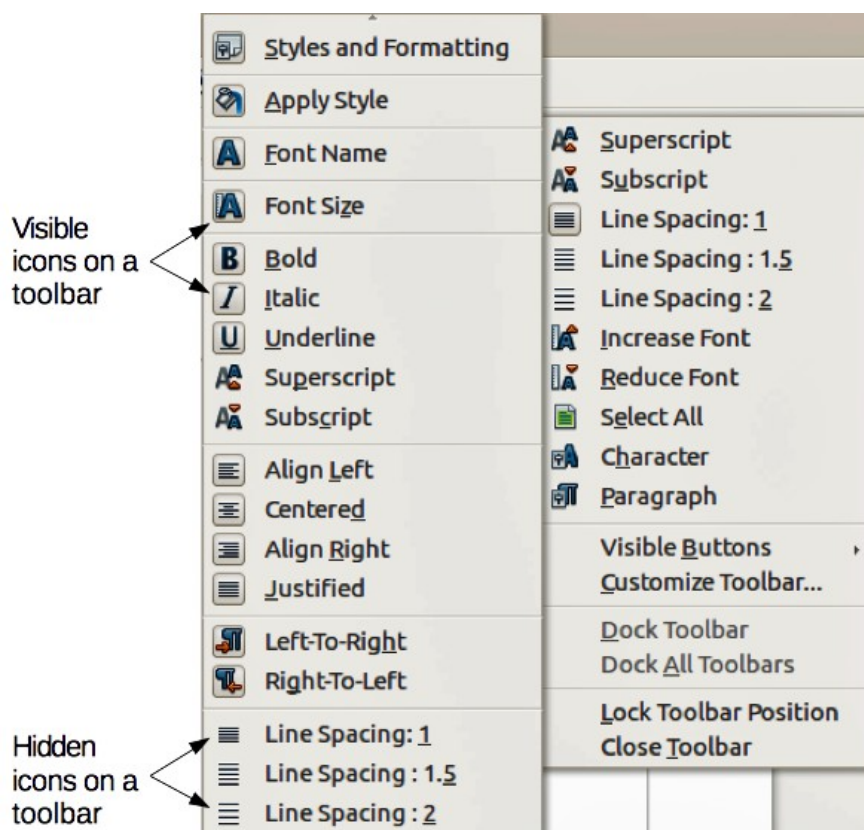 Styles and Formatting
Apply Style
Font Name
Font Size
Bold
Italic
Underline
Superscript
Subscript
Align Left
Centered
Align Right
Justified
Left-To-Right
Right-To-Left
Line Spacing: 1
Line Spacing : 1.5
Line Spacing : 2
Visible
icons on a
toolbar
Hidden
icons on a
toolbar
Superscript
Subscript
Line Spacing: 1
Line Spacing : 1.5
Line Spacing : 2
Increase Font
Reduce Font
Select All
Character
Paragraph
Visible Buttons
Customize Toolbar...
Dock Toolbar
Dock All Toolbars
Lock Toolbar Position
Close Toolbar